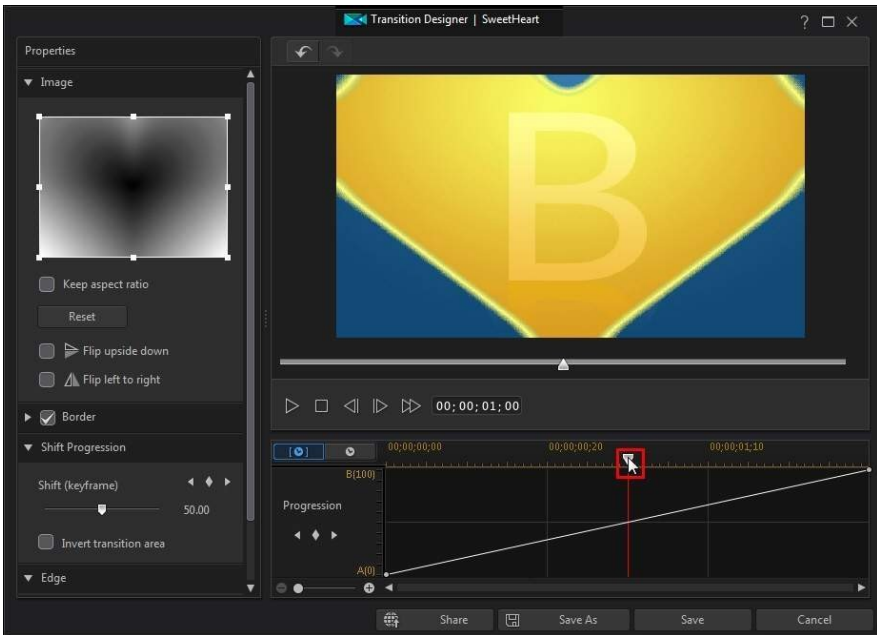 Transition Designer | SweetHeart
?
Properties
Image
Keep aspect ratio
Reset
Flip upside down
Flip left to right
Border
Shift Progression
Shift (keyframe)
50.00
Invert transition area
Edge
B
00;00;01;00
00;00;00;00
00;00;00;20
00;00;01;10
B(100)
Progression
A(0)
Share
Save As
Save
Cancel